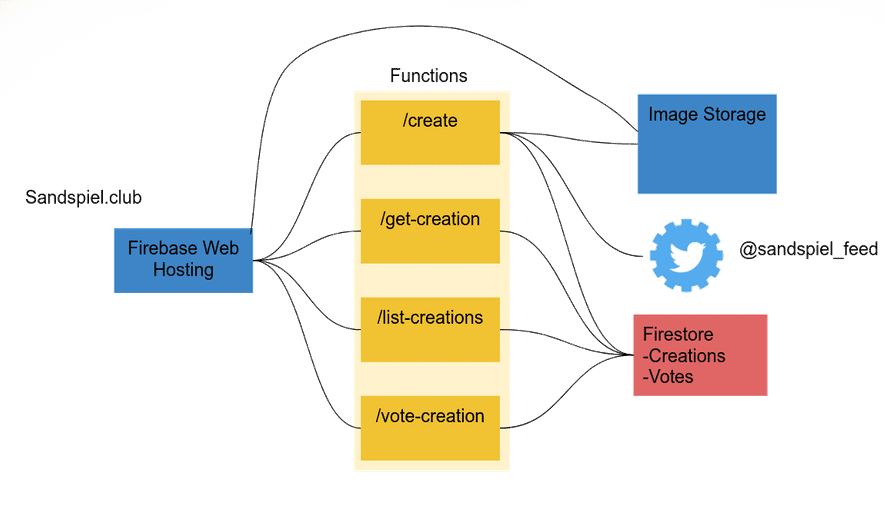 Functions
/create
Image Storage
Sandspiel.club
/get-creation
Firebase Web
Hosting
@sandspiel_feed
/list-creations
Firestore
-Creations
-Votes
/vote-creation